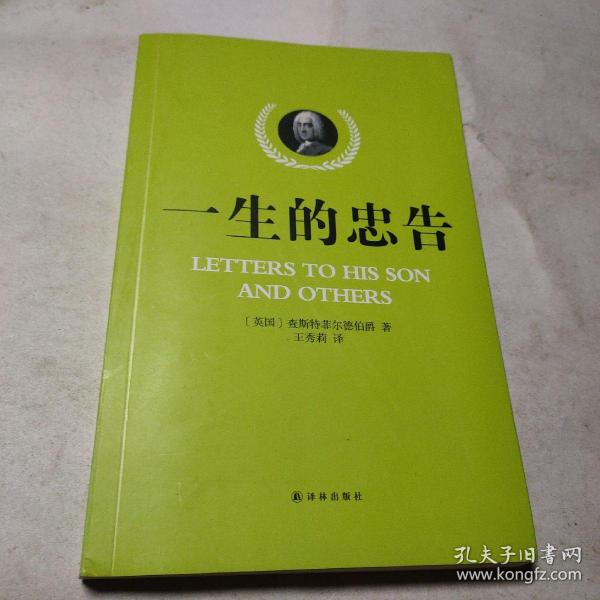 一生的忠告
LETTERS TO HIS SON
AND OTHERS
〔英国〕查斯特菲尔德伯爵 著
王秀莉 译
译林出版社
孔夫子旧书网
www.kongfz.com